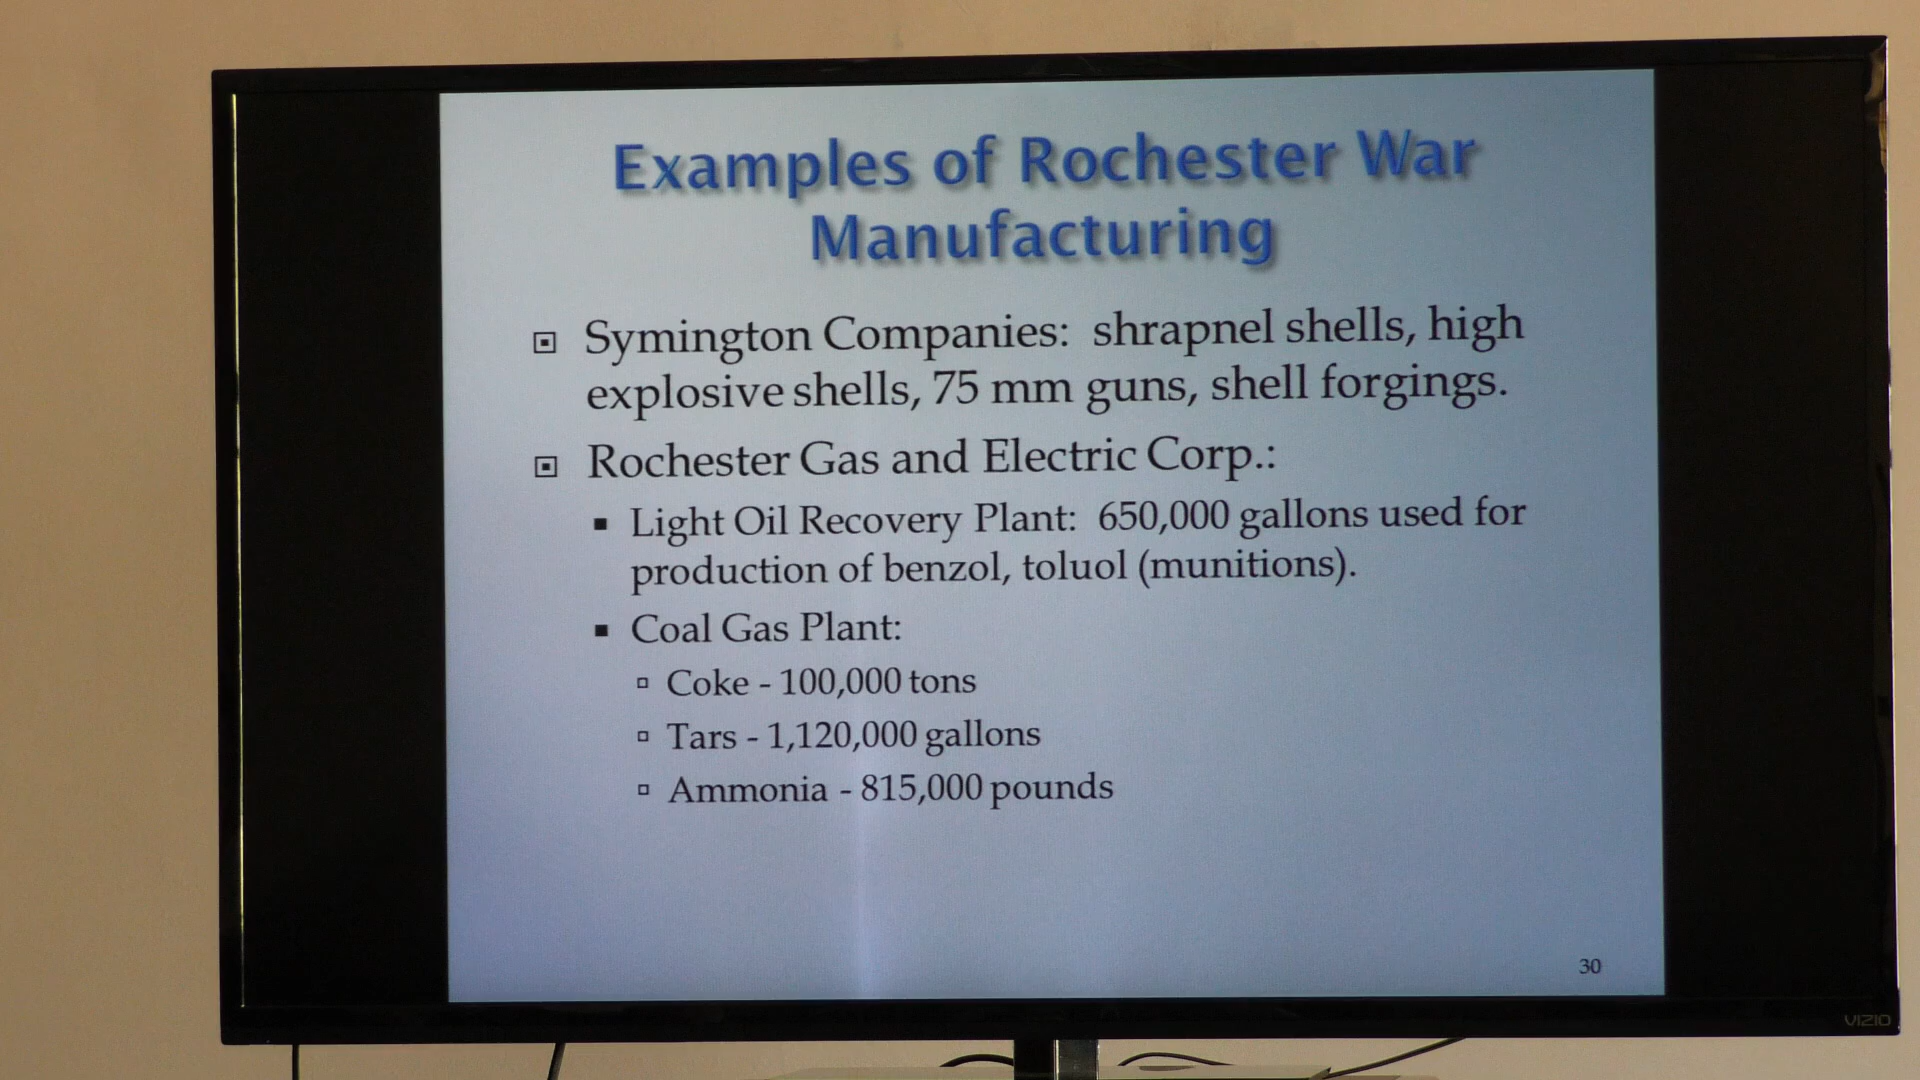 Examples of Rochester War
Manufacturing
Symington Companies: shrapnel shells, high
explosive shells, 75 mm guns, shell forgings.
Rochester Gas and Electric Corp.:
Light Oil Recovery Plant: 650,000 gallons used for
production of benzol, toluol (munitions).
Coal Gas Plant:
Coke - 100,000 tons
Tars - 1,120,000 gallons
Ammonia - 815,000 pounds
30
VIZIO